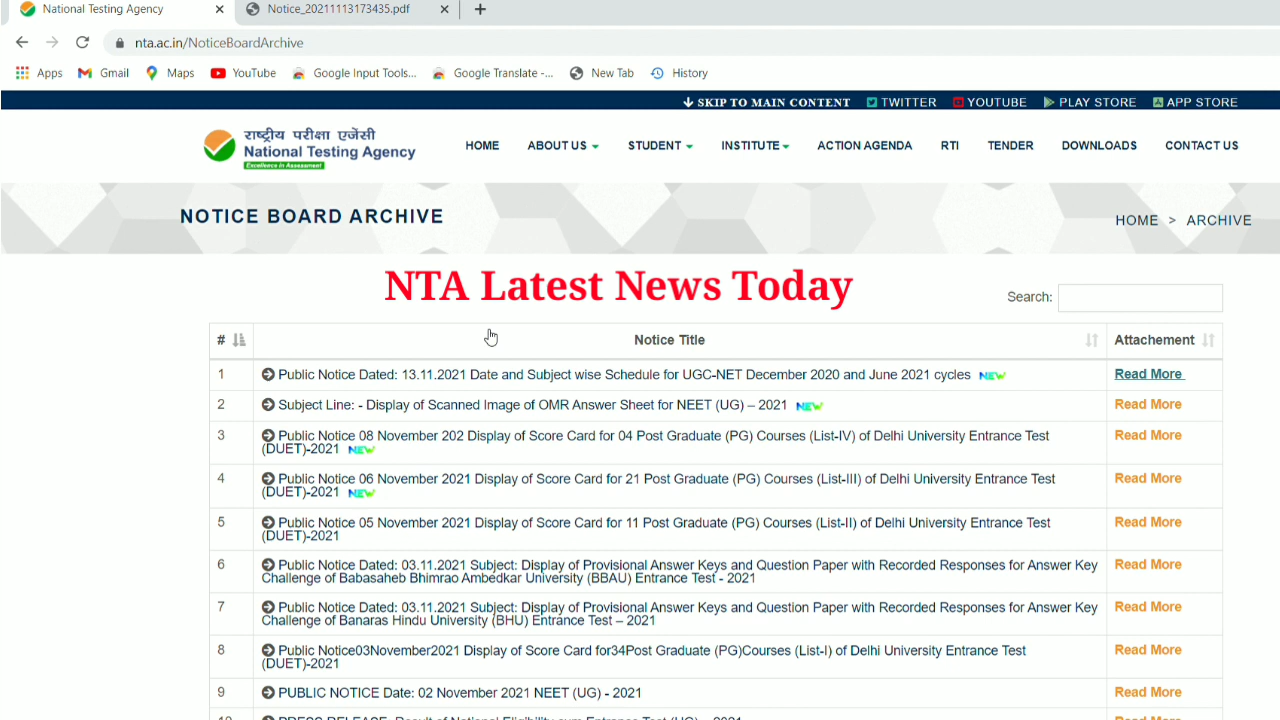 National Testing Agency
Notice_20211113173435.pdf
nta.ac.in/NoticeBoardArchive
Apps Gmail Maps YouTube Google Input Tools... Google Translate -... New Tab History
SKIP TO MAIN CONTENT TWITTER YOUTUBE PLAY STORE APP STORE
राष्ट्रीय परीक्षा एजेंसी
National Testing Agency
Excellence in Assessment
HOME ABOUT US STUDENT INSTITUTE ACTION AGENDA RTI TENDER DOWNLOADS CONTACT US
NOTICE BOARD ARCHIVE
HOME > ARCHIVE
NTA Latest News Today
Search:
# Notice Title Attachement
1 Public Notice Dated: 13.11.2021 Date and Subject wise Schedule for UGC-NET December 2020 and June 2021 cycles NEW Read More
2 Subject Line: - Display of Scanned Image of OMR Answer Sheet for NEET (UG) – 2021 NEW Read More
3 Public Notice 08 November 202 Display of Score Card for 04 Post Graduate (PG) Courses (List-IV) of Delhi University Entrance Test Read More
(DUET)-2021 NEW
4 Public Notice 06 November 2021 Display of Score Card for 21 Post Graduate (PG) Courses (List-III) of Delhi University Entrance Test Read More
(DUET)-2021 NEW
5 Public Notice 05 November 2021 Display of Score Card for 11 Post Graduate (PG) Courses (List-II) of Delhi University Entrance Test Read More
(DUET)-2021
6 Public Notice Dated: 03.11.2021 Subject: Display of Provisional Answer Keys and Question Paper with Recorded Responses for Answer Key Read More
Challenge of Babasaheb Bhimrao Ambedkar University (BBAU) Entrance Test - 2021
7 Public Notice Dated: 03.11.2021 Subject: Display of Provisional Answer Keys and Question Paper with Recorded Responses for Answer Key Read More
Challenge of Banaras Hindu University (BHU) Entrance Test – 2021
8 Public Notice03November2021 Display of Score Card for34Post Graduate (PG)Courses (List-I) of Delhi University Entrance Test Read More
(DUET)-2021
9 PUBLIC NOTICE Date: 02 November 2021 NEET (UG) - 2021 Read More